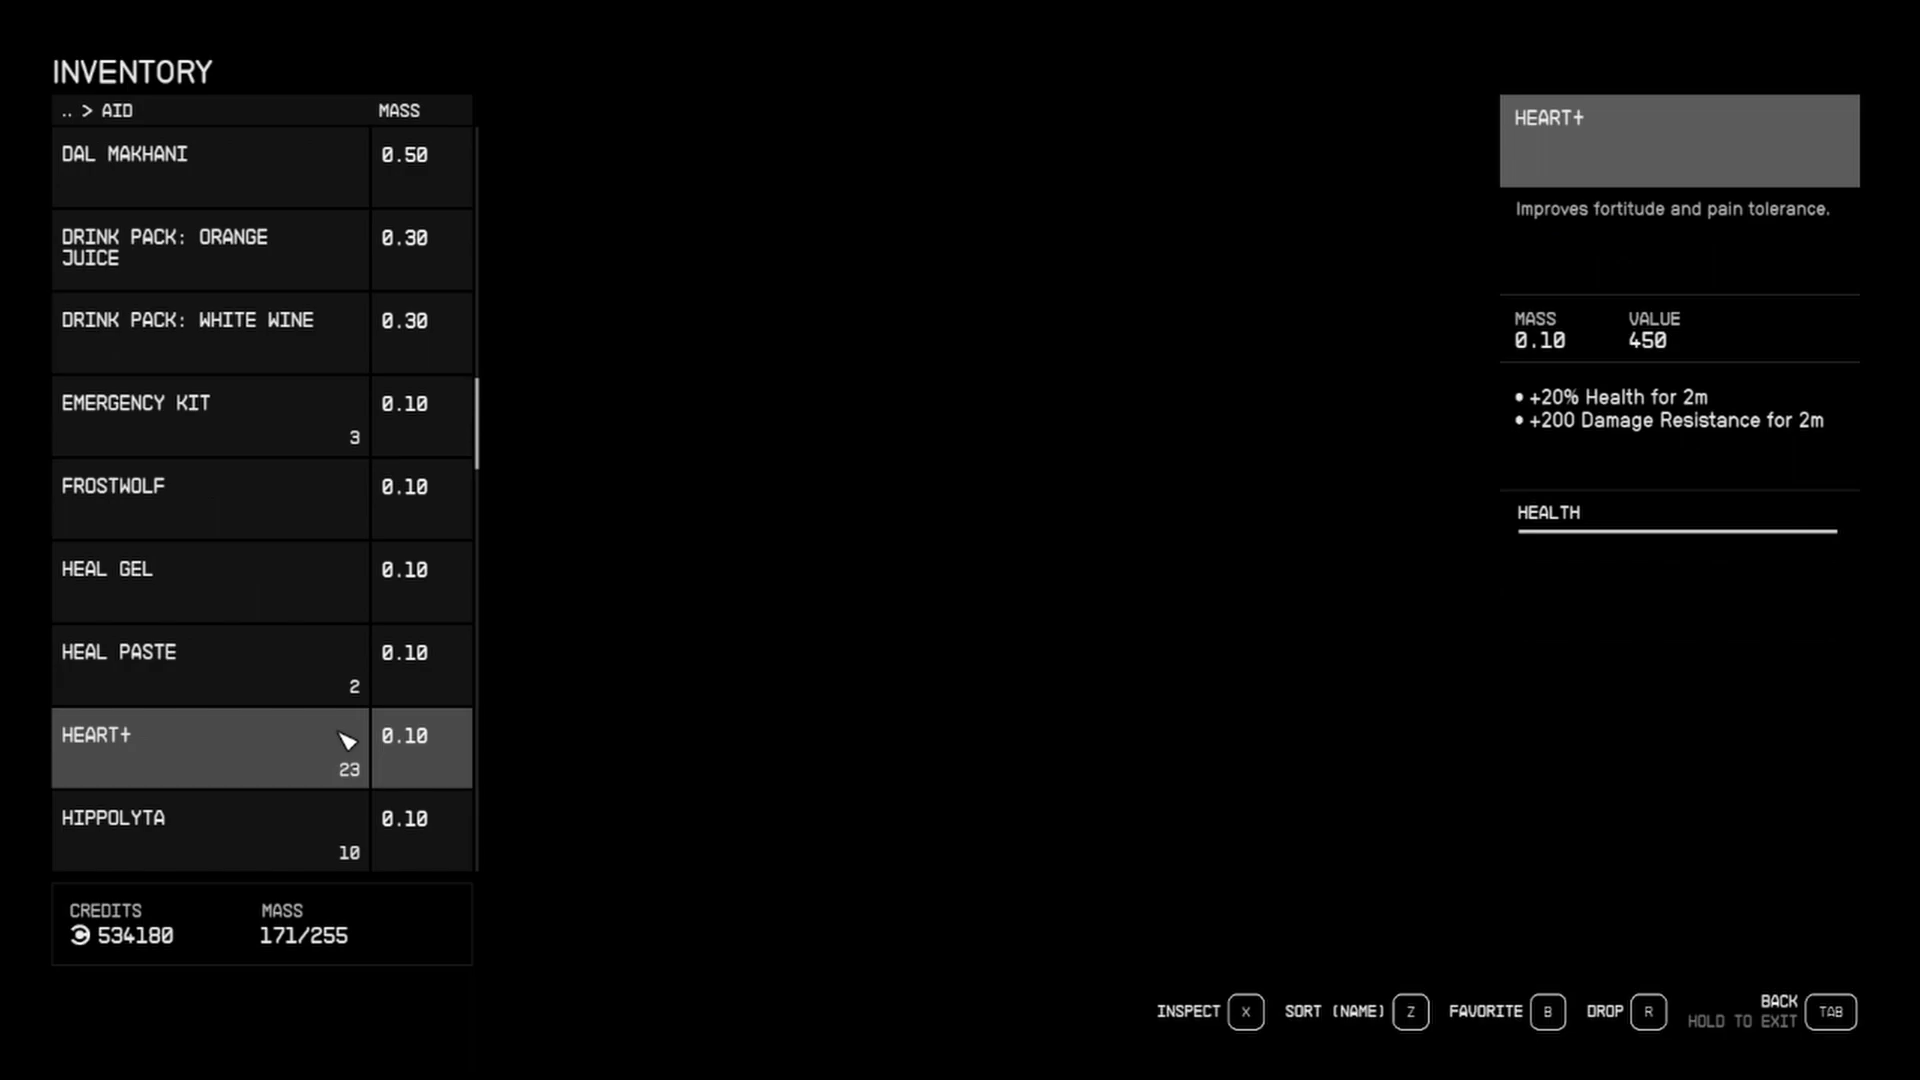 INVENTORY
.. > AID MASS
DAL MAKHANI 0.50
DRINK PACK: ORANGE JUICE 0.30
DRINK PACK: WHITE WINE 0.30
EMERGENCY KIT 0.10
3
FROSTWOLF 0.10
HEAL GEL 0.10
HEAL PASTE 0.10
2
HEART† 0.10
23
HIPPOLYTA 0.10
10
CREDITS MASS
534180 171/255
HEART†
Improves fortitude and pain tolerance.
MASS VALUE
0.10 450
• +20% Health for 2m
• +200 Damage Resistance for 2m
HEALTH
INSPECT X SORT (NAME) Z FAVORITE B DROP R BACK TAB
HOLD TO EXIT